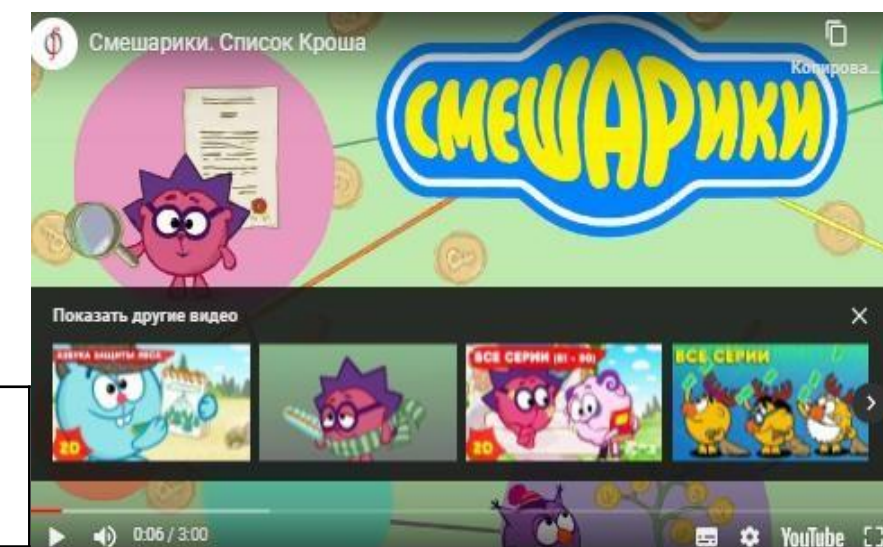 Смешарики. Список Кроша
Копирова...
СМЕШАРИКИ
Показать другие видео
АЗБУКА ЗАЩИТЫ ЛЕСА
2D
ВСЕ СЕРИИ (81 - 90)
2D
ВСЕ СЕРИИ
0:06 / 3:00
YouTube